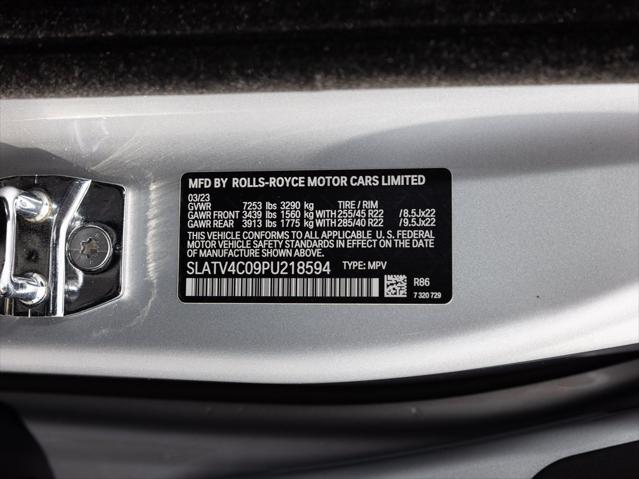 MFD BY ROLLS-ROYCE MOTOR CARS LIMITED
03/23
GVWR 7253 lbs 3290 kg TIRE / RIM
GAWR FRONT 3439 lbs 1560 kg WITH 255/45 R22 /8.5Jx22
GAWR REAR 3913 lbs 1775 kg WITH 285/40 R22 /9.5Jx22
THIS VEHICLE CONFORMS TO ALL APPLICABLE U.S. FEDERAL
MOTOR VEHICLE SAFETY STANDARDS IN EFFECT ON THE DATE
OF MANUFACTURE SHOWN ABOVE.
SLATV4C09PU218594 TYPE: MPV
R86
7 320 729